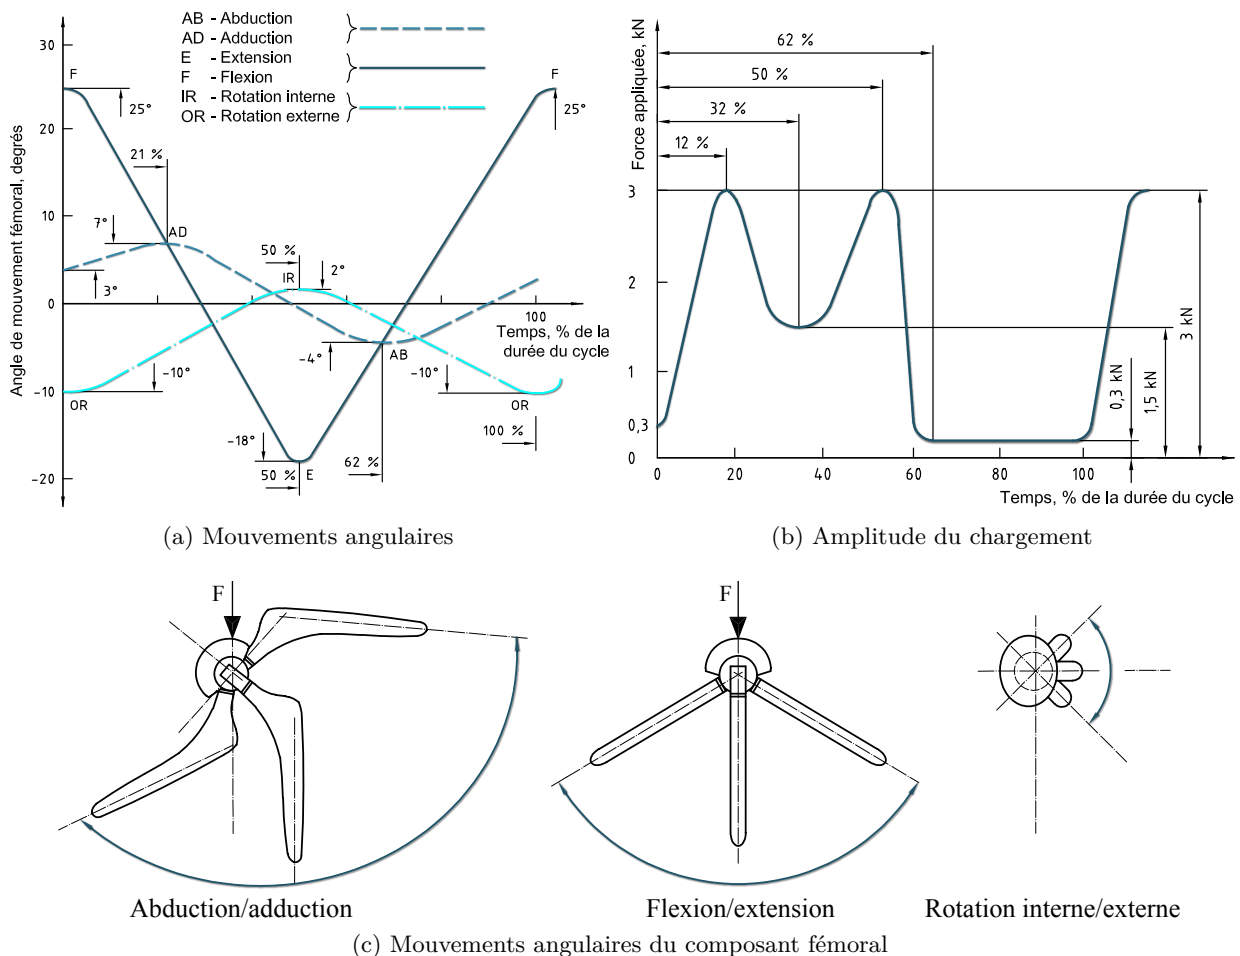 AB - Abduction
AD - Adduction
E - Extension
F - Flexion
IR - Rotation interne
OR - Rotation externe
Angle de mouvement fémoral, degrés
30
20
10
0
-10
-20
F
25°
21 %
7°
AD
3°
50 %
IR
2°
F
25°
100
Temps, % de la
durée du cycle
-4°
AB
-10°
-10°
OR
OR
-18°
100 %
50 %
E
62 %
(a) Mouvements angulaires
Force appliquée, kN
62 %
50 %
32 %
12 %
3
2
1
0,3
0
0
20
40
60
80
100
0,3 kN
1,5 kN
3 kN
Temps, % de la durée du cycle
(b) Amplitude du chargement
F
F
Abduction/adduction
Flexion/extension
Rotation interne/externe
(c) Mouvements angulaires du composant fémoral